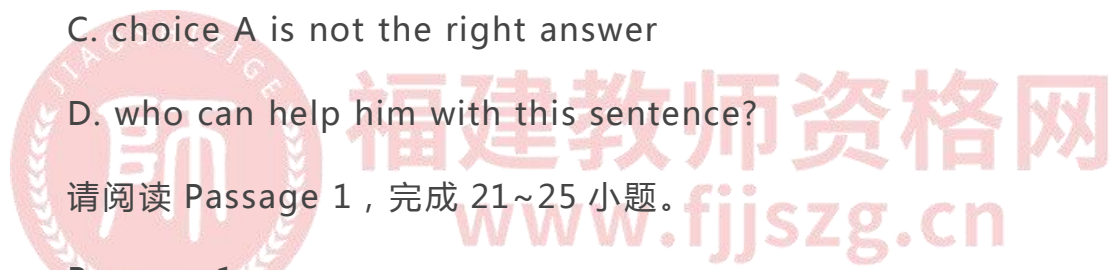 C. choice A is not the right answer
D. who can help him with this sentence?
请阅读 Passage 1，完成 21~25 小题。
福建教师资格网
www.fjjszg.cn
師